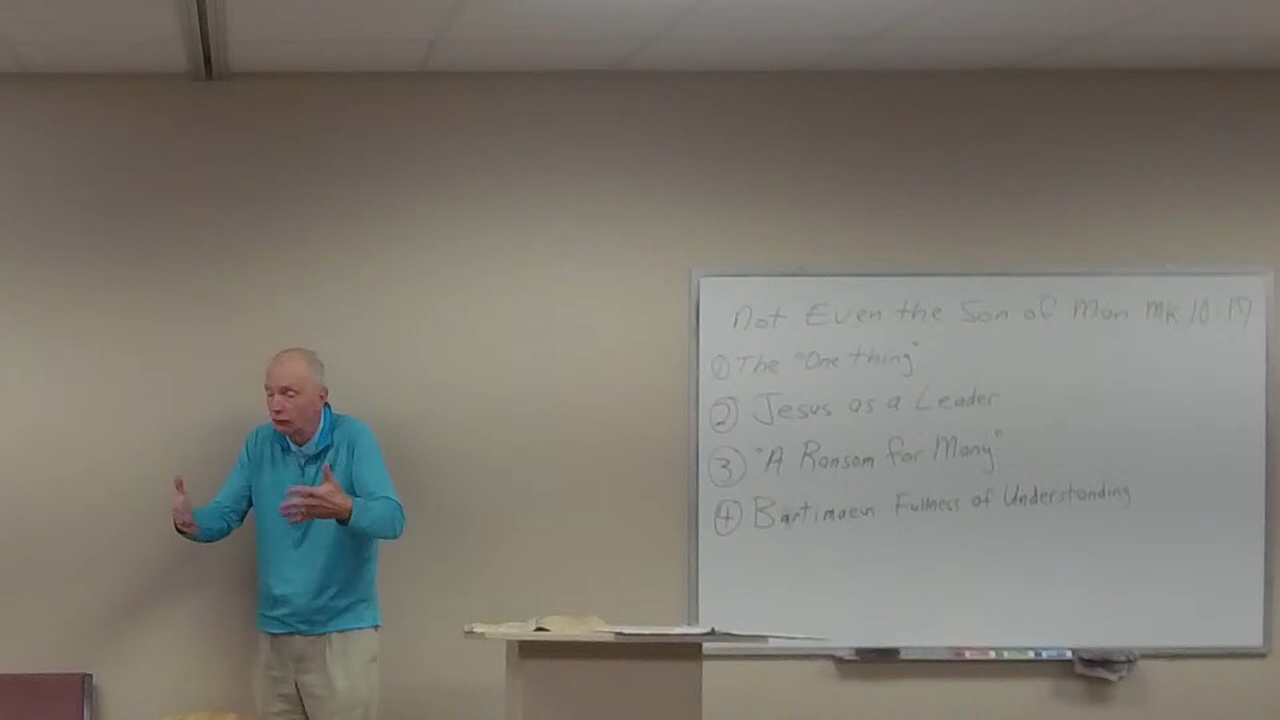 Not Even the Son of Man Mk 10:17
① The "One thing"
② Jesus as a Leader
③ "A Ransom for Many"
④ Bartimaeus Fullness of Understanding